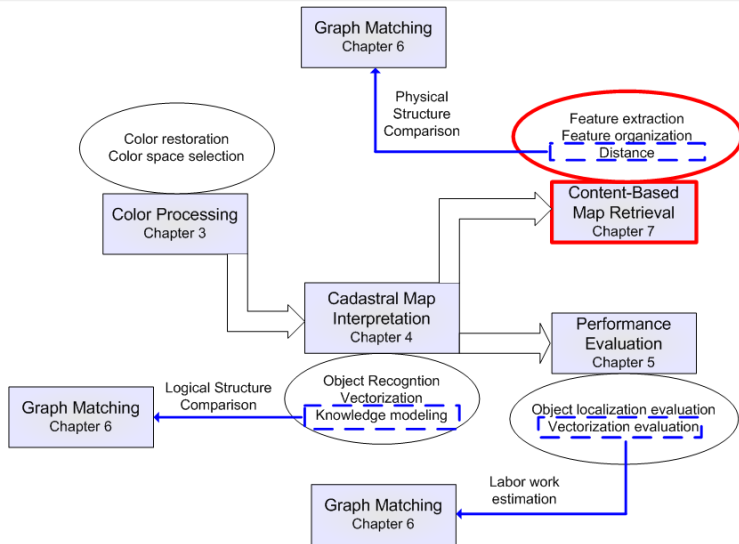 Graph Matching
Chapter 6
Physical
Structure
Comparison
Feature extraction
Feature organization
Distance
Color restoration
Color space selection
Color Processing
Chapter 3
Content-Based
Map Retrieval
Chapter 7
Cadastral Map
Interpretation
Chapter 4
Performance
Evaluation
Chapter 5
Logical Structure
Comparison
Graph Matching
Chapter 6
Object Recogntion
Vectorization
Knowledge modeling
Object localization evaluation
Vectorization evaluation
Labor work
estimation
Graph Matching
Chapter 6